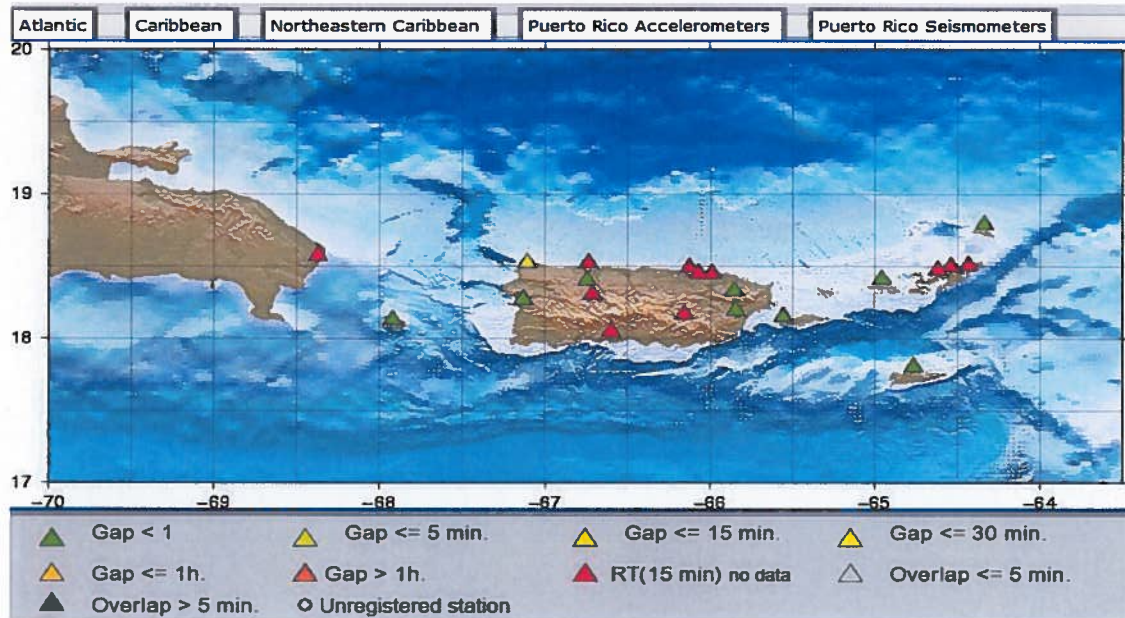 Atlantic Caribbean Northeastern Caribbean Puerto Rico Accelerometers Puerto Rico Seismometers
20
19
18
17
-70 -69 -68 -67 -66 -65 -64
Gap < 1 Gap <= 5 min. Gap <= 15 min. Gap <= 30 min.
Gap <= 1h. Gap > 1h. RT(15 min) no data Overlap <= 5 min.
Overlap > 5 min. Unregistered station